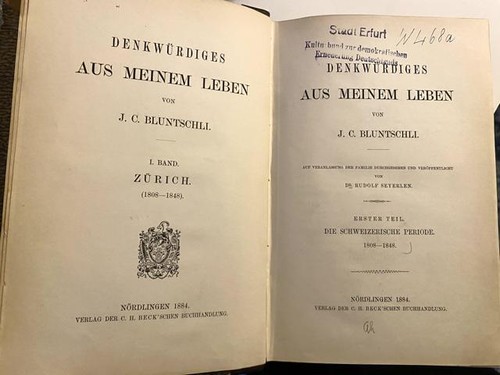 DENKWÜRDIGES
AUS MEINEM LEBEN
VON
J. C. BLUNTSCHLI.
I. BAND.
ZÜRICH.
(1808—1848).
NÖRDLINGEN 1884.
VERLAG DER C. H. BECK'SCHEN BUCHHANDLUNG.
Stadt Erfurt
Kulturbund zur demokratischen
Erneuerung Deutschlands
W468a
DENKWÜRDIGES
AUS MEINEM LEBEN
VON
J. C. BLUNTSCHLI.
AUF VERANLASSUNG DER FAMILIE DURCHGESEHEN UND VERÖFFENTLICHT
VON
DR. RUDOLF SEYERLEN.
ERSTER TEIL.
DIE SCHWEIZERISCHE PERIODE.
1808—1848.
NÖRDLINGEN 1884.
VERLAG DER C. H. BECK'SCHEN BUCHHANDLUNG.